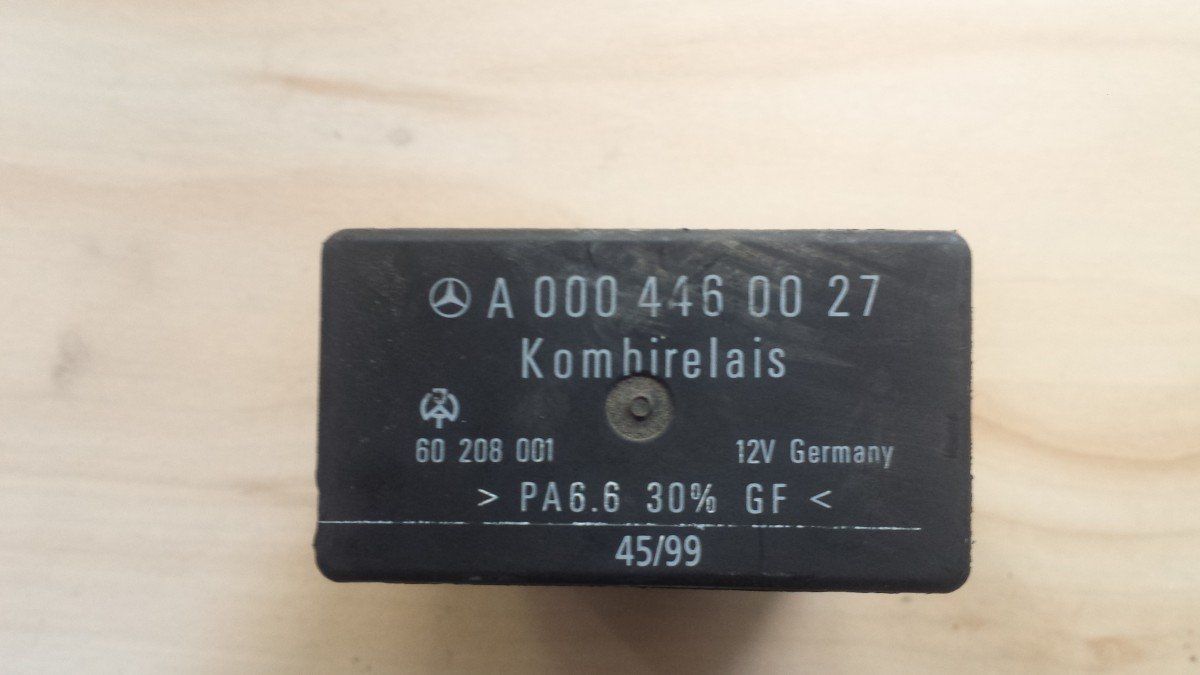 A 000 446 00 27
Kombirelais
60 208 001 12V Germany
> PA6.6 30% GF <
45/99